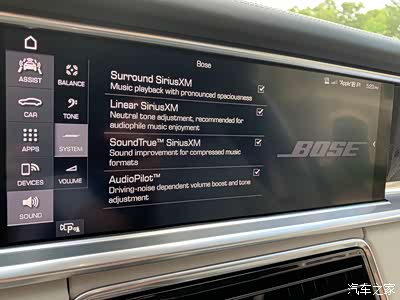 Bose
"Apple"
ASSIST
BALANCE
Surround SiriusXM
Music playback with pronounced spaciousness
CAR
TONE
Linear SiriusXM
Neutral tone adjustment, recommended for
audiophile music enjoyment
APPS
SYSTEM
SoundTrue™ SiriusXM
Sound improvement for compressed music
formats
BOSE
DEVICES
VOLUME
AudioPilot™
Driving-noise dependent volume boost and tone
adjustment
SOUND
P
汽车之家